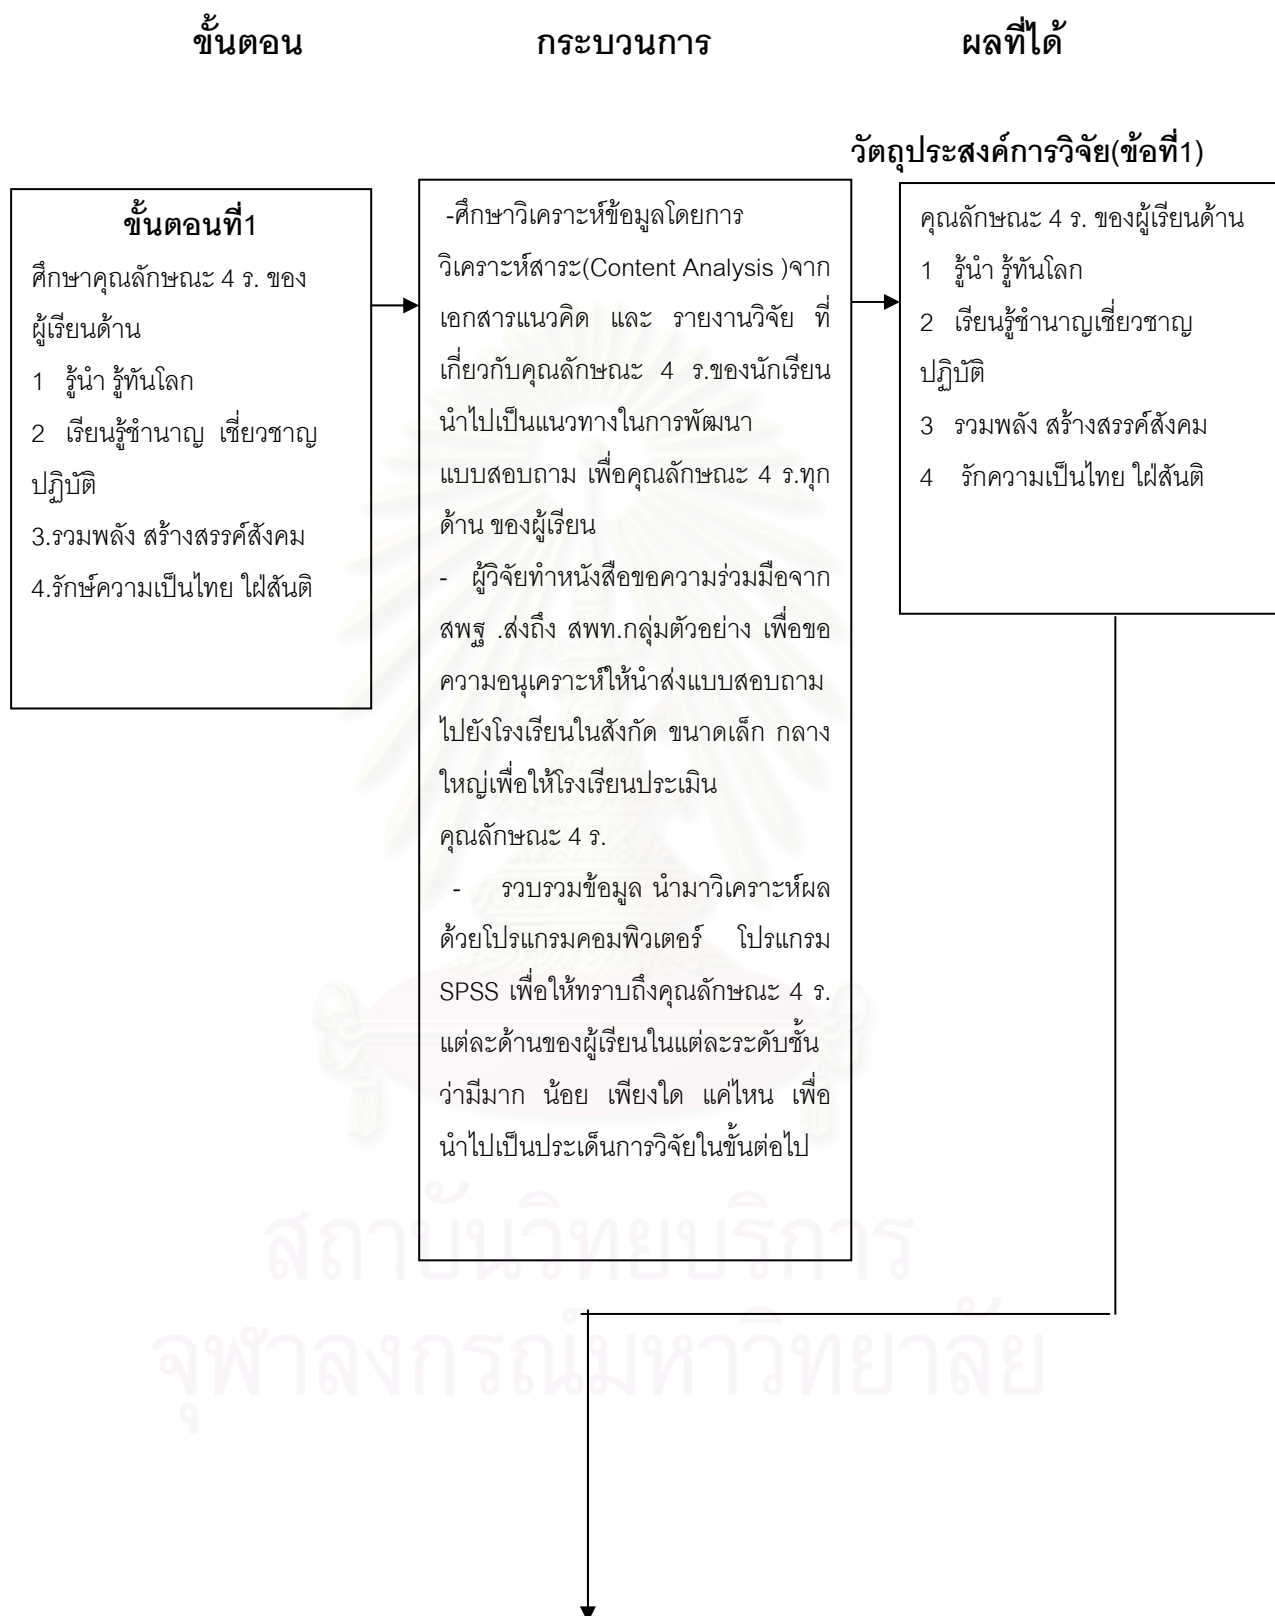 ขั้นตอน กระบวนการ ผลที่ได้
วัตถุประสงค์การวิจัย(ข้อที่1)
ขั้นตอนที่1
ศึกษาคุณลักษณะ 4 ร. ของ
ผู้เรียนด้าน
1 รู้นำ รู้ทันโลก
2 เรียนรู้ชำนาญ เชี่ยวชาญ
ปฏิบัติ
3.รวมพลัง สร้างสรรค์สังคม
4.รักษ์ความเป็นไทย ใฝ่สันติ
-ศึกษาวิเคราะห์ข้อมูลโดยการ
วิเคราะห์สาระ(Content Analysis )จาก
เอกสารแนวคิด และ รายงานวิจัย ที่
เกี่ยวกับคุณลักษณะ 4 ร.ของนักเรียน
นำไปเป็นแนวทางในการพัฒนา
แบบสอบถาม เพื่อคุณลักษณะ 4 ร.ทุก
ด้าน ของผู้เรียน
- ผู้วิจัยทำหนังสือขอความร่วมมือจาก
สพฐ .ส่งถึง สพท.กลุ่มตัวอย่าง เพื่อขอ
ความอนุเคราะห์ให้นำส่งแบบสอบถาม
ไปยังโรงเรียนในสังกัด ขนาดเล็ก กลาง
ใหญ่เพื่อให้โรงเรียนประเมิน
คุณลักษณะ 4 ร.
- รวบรวมข้อมูล นำมาวิเคราะห์ผล
ด้วยโปรแกรมคอมพิวเตอร์ โปรแกรม
SPSS เพื่อให้ทราบถึงคุณลักษณะ 4 ร.
แต่ละด้านของผู้เรียนในแต่ละระดับชั้น
ว่ามีมาก น้อย เพียงใด แค่ไหน เพื่อ
นำไปเป็นประเด็นการวิจัยในขั้นต่อไป
คุณลักษณะ 4 ร. ของผู้เรียนด้าน
1 รู้นำ รู้ทันโลก
2 เรียนรู้ชำนาญเชี่ยวชาญ
ปฏิบัติ
3 รวมพลัง สร้างสรรค์สังคม
4 รักความเป็นไทย ใฝ่สันติ
สถาบันวิทยบริการ
จุฬาลงกรณ์มหาวิทยาลัย